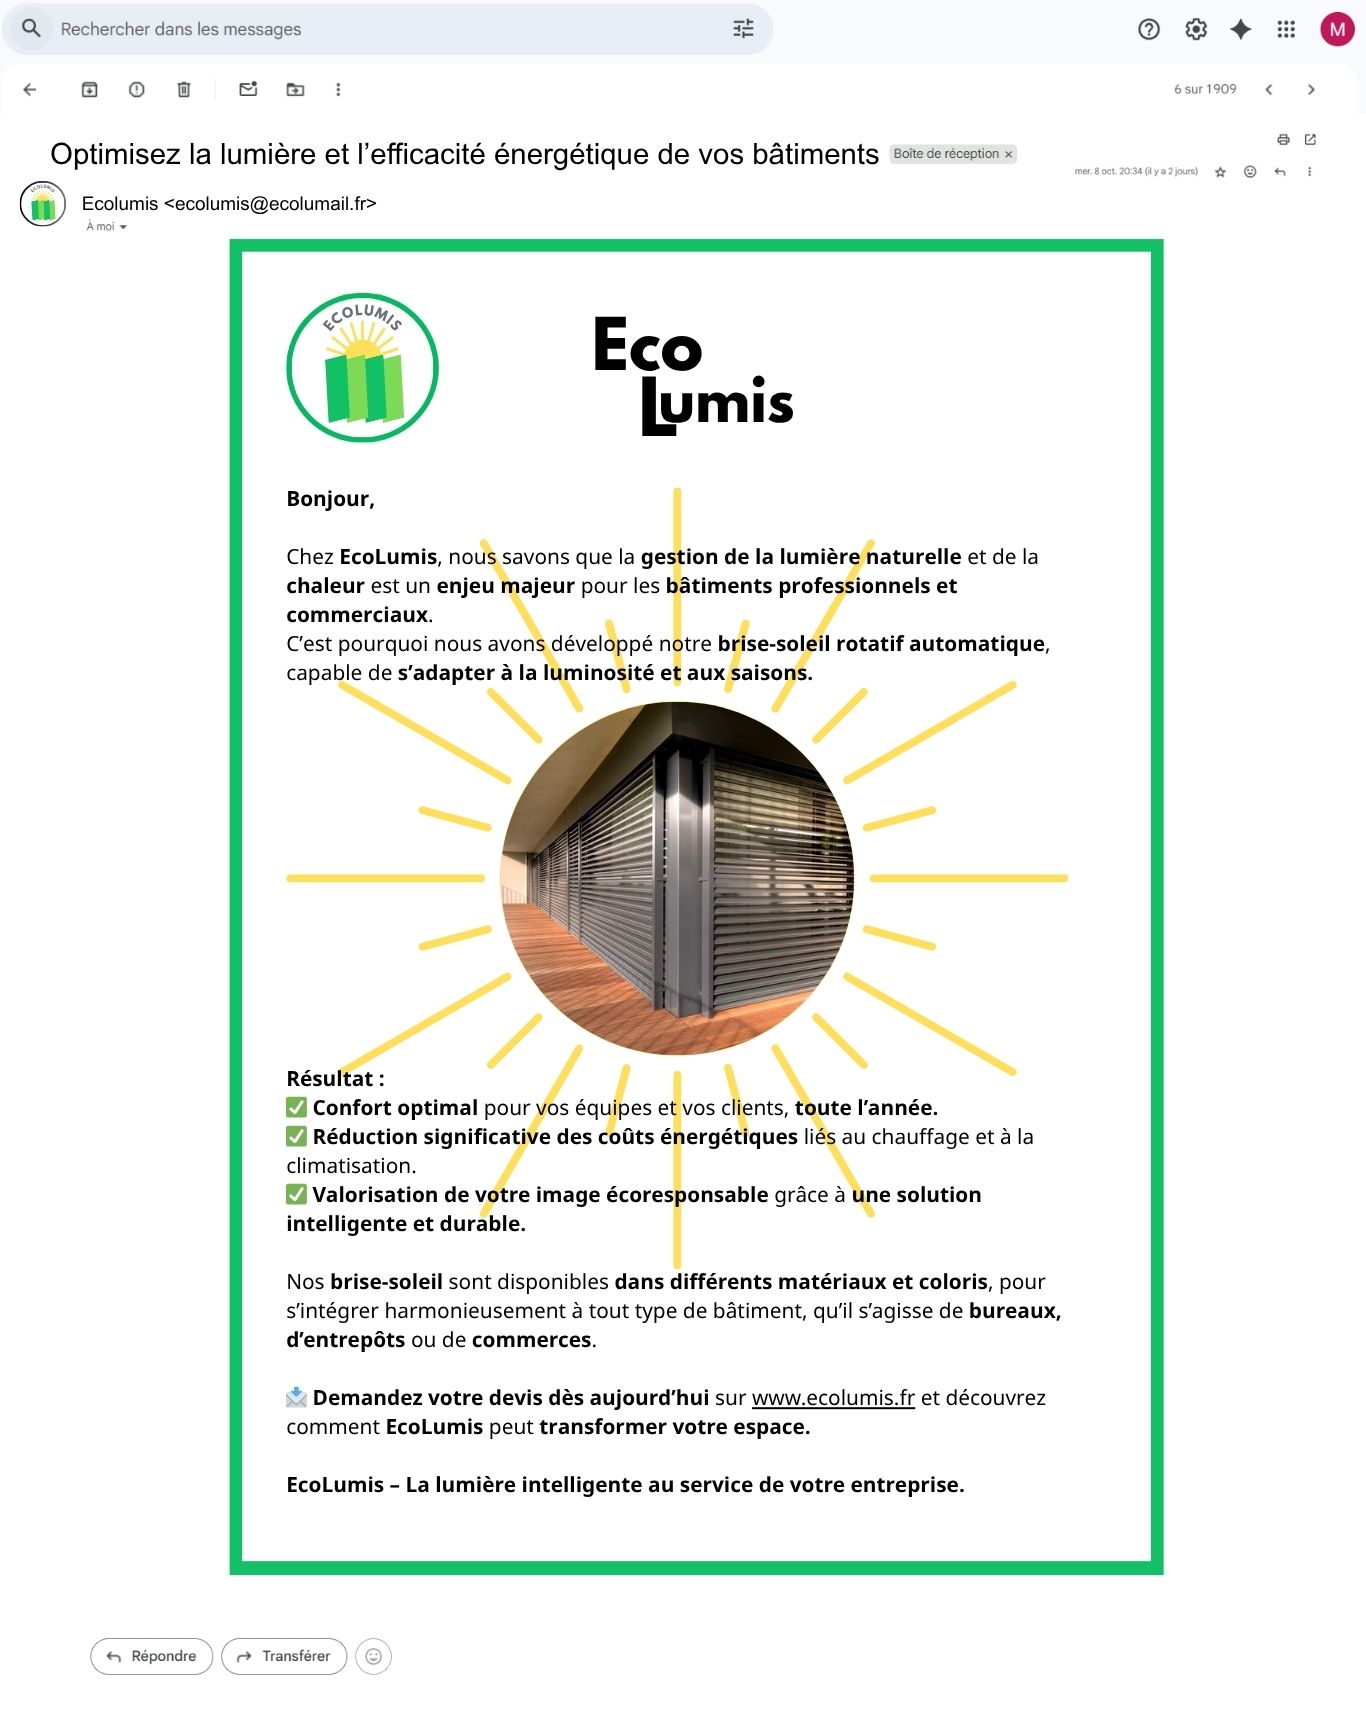 Rechercher dans les messages
M
6 sur 1909
Optimisez la lumière et l’efficacité énergétique de vos bâtiments
Boîte de réception ×
mer. 8 oct. 20:34 (il y a 2 jours)
ECOLUMIS
Ecolumis <ecolumis@ecolumail.fr>
À moi
ECOLUMIS
Eco
Lumis
Bonjour,
Chez EcoLumis, nous savons que la gestion de la lumière naturelle et de la
chaleur est un enjeu majeur pour les bâtiments professionnels et
commerciaux.
C’est pourquoi nous avons développé notre brise-soleil rotatif automatique,
capable de s’adapter à la luminosité et aux saisons.
Résultat :
✅ Confort optimal pour vos équipes et vos clients, toute l’année.
✅ Réduction significative des coûts énergétiques liés au chauffage et à la
climatisation.
✅ Valorisation de votre image écoresponsable grâce à une solution
intelligente et durable.
Nos brise-soleil sont disponibles dans différents matériaux et coloris, pour
s’intégrer harmonieusement à tout type de bâtiment, qu’il s’agisse de bureaux,
d’entrepôts ou de commerces.
📩 Demandez votre devis dès aujourd’hui sur www.ecolumis.fr et découvrez
comment EcoLumis peut transformer votre espace.
EcoLumis – La lumière intelligente au service de votre entreprise.
Répondre
Transférer